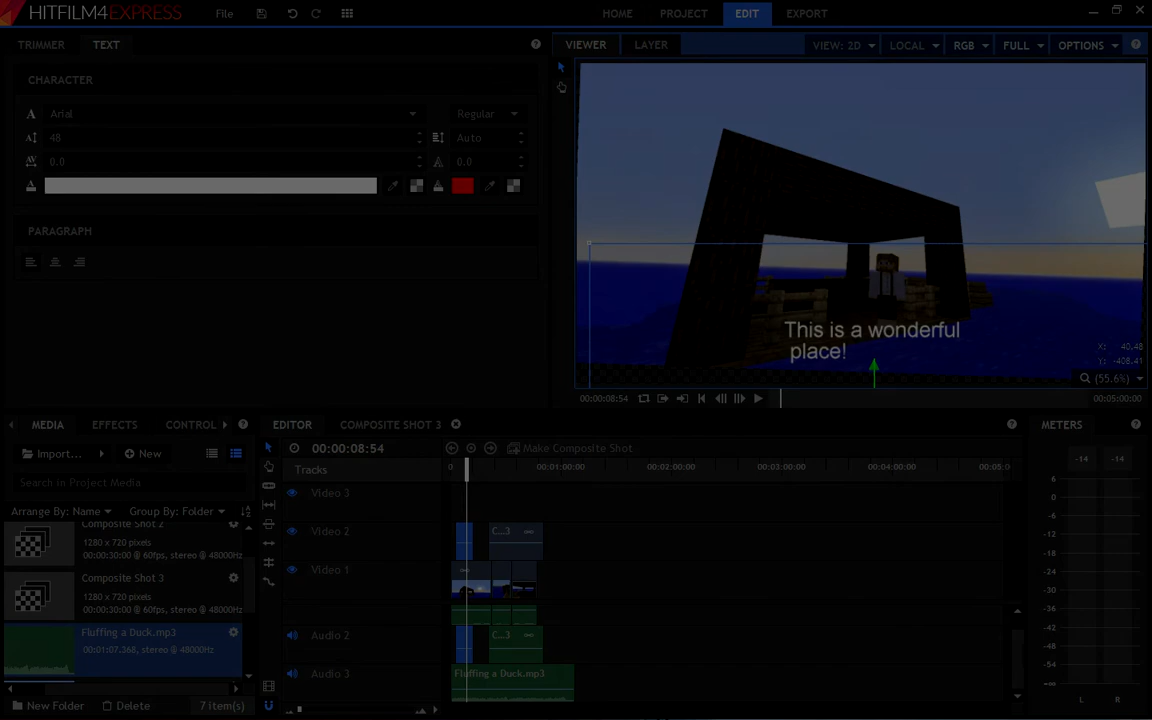 HITFILM4EXPRESS File HOME PROJECT EDIT EXPORT
TRIMMER TEXT
CHARACTER
Arial Regular
48 Auto
0.0 0.0
PARAGRAPH
VIEWER LAYER VIEW: 2D LOCAL RGB FULL OPTIONS
This is a wonderful
place!
X: 40.48
Y: -408.41
(55.6%)
00:00:08:54 00:05:00:00
MEDIA EFFECTS CONTROL
Import... New
Search in Project Media
Arrange By: Name Group By: Folder
Composite Shot 2
1280 x 720 pixels
00:00:30:00 @ 60fps, stereo @ 48000Hz
Composite Shot 3
1280 x 720 pixels
00:00:30:00 @ 60fps, stereo @ 48000Hz
Fluffing a Duck.mp3
00:01:07.368, stereo @ 48000Hz
New Folder Delete 7 item(s)
EDITOR COMPOSITE SHOT 3
00:00:08:54 Make Composite Shot
Tracks 0 00:01:00:00 00:02:00:00 00:03:00:00 00:04:00:00 00:05:0
Video 3
Video 2 C...3
Video 1
Audio 2 C...3
Audio 3 Fluffing a Duck.mp3
METERS
-14 -14
6
0
-6
-12
-18
-24
-30
-36
-42
-48
-54
-∞
L R